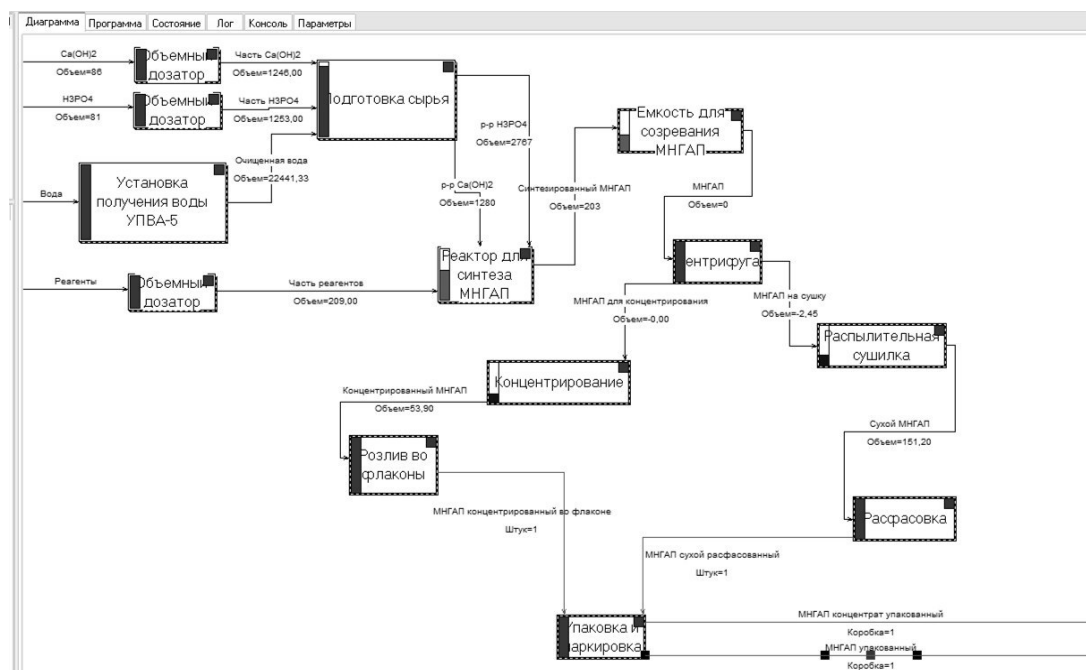 Диаграмма Программа Состояние Лог Консоль Параметры
Ca(OH)2
Объем=86
Объемный
дозатор
Часть Ca(OH)2
Объем=1246,00
H3PO4
Объем=81
Объемный
дозатор
Часть H3PO4
Объем=1253,00
Подготовка сырья
р-р H3PO4
Объем=2767
Емкость для
созревания
МНГАП
Вода
Установка
получения воды
УПВА-5
Очищенная вода
Объем=22441,33
р-р Ca(OH)2
Объем=1280
Синтезированный МНГАП
Объем=203
МНГАП
Объем=0
Реагенты
Объемный
дозатор
Часть реагентов
Объем=209,00
Реактор для
синтеза
МНГАП
Центрифуга
МНГАП для концентрирования
Объем=-0,00
МНГАП на сушку
Объем=-2,45
Распылительная
сушилка
Концентрирование
Концентрированный МНГАП
Объем=53,90
Сухой МНГАП
Объем=151,20
Розлив во
флаконы
МНГАП концентрированный во флаконе
Штук=1
Расфасовка
МНГАП сухой расфасованный
Штук=1
Упаковка и
маркировка
МНГАП концентрат упакованный
Коробка=1
МНГАП упакованный
Коробка=1